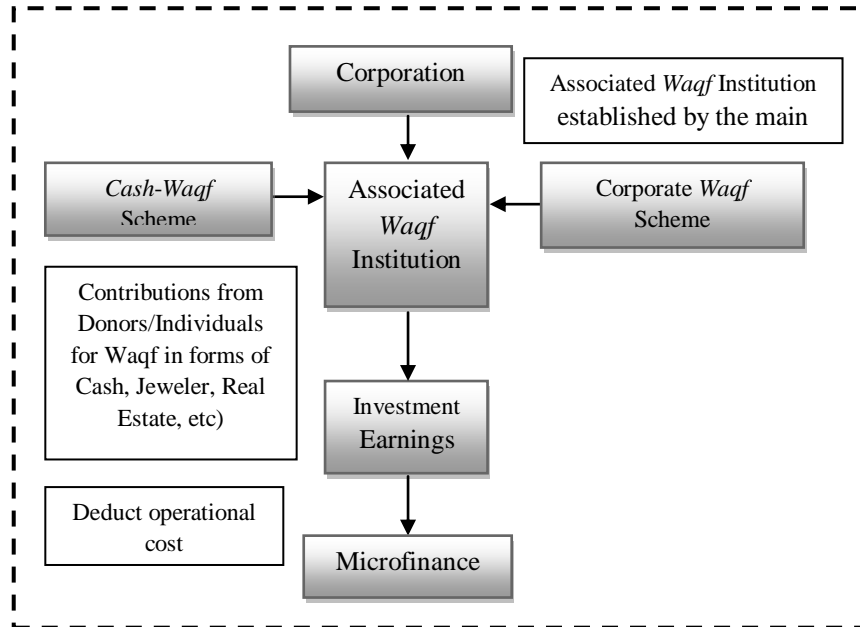 Corporation
Associated Waqf Institution
established by the main
Cash-Waqf
Scheme
Associated
Waqf
Institution
Corporate Waqf
Scheme
Contributions from
Donors/Individuals
for Waqf in forms of
Cash, Jeweler, Real
Estate, etc)
Investment
Earnings
Deduct operational
cost
Microfinance